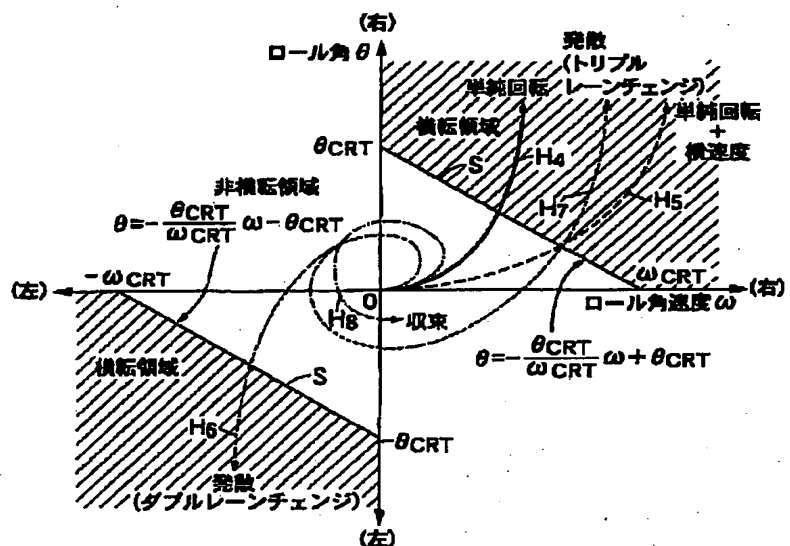 (右)
ロール角 θ
発散
(トリプル
レーンチェンジ)
単純回転
単純回転
+
横速度
横転領域
θCRT
S
H4
H7
H5
非横転領域
θ=-θCRT/ωCRT ω-θCRT
-ωCRT
ωCRT
(左)
0
ロール角速度 ω
(右)
H8
収束
θ=-θCRT/ωCRT ω+θCRT
横転領域
S
H6
-θCRT
発散
(ダブルレーンチェンジ)
(左)